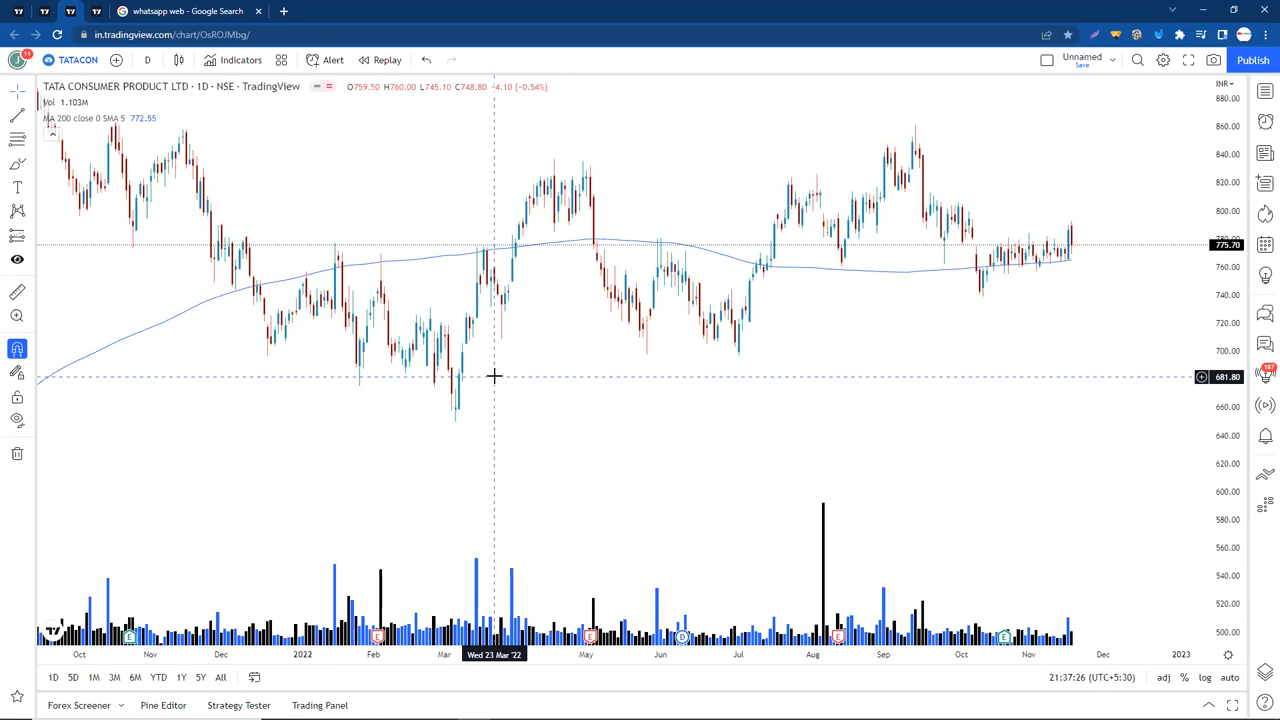 whatsapp web - Google Search
in.tradingview.com/chart/OsROJMbg/
11
TATACON
D
Indicators
Alert
Replay
Unnamed
Save
Publish
TATA CONSUMER PRODUCT LTD · 1D · NSE · TradingView
O759.50 H760.00 L745.10 C748.80 −4.10 (−0.54%)
Vol 1.103M
MA 200 close 0 SMA 5 772.55
INR
880.00
860.00
840.00
820.00
800.00
780.00
775.70
760.00
740.00
720.00
700.00
681.80
660.00
640.00
620.00
600.00
580.00
560.00
540.00
520.00
500.00
187
E
E
E
D
E
E
Oct
Nov
Dec
2022
Feb
Mar
Wed 23 Mar '22
May
Jun
Jul
Aug
Sep
Oct
Nov
Dec
2023
1D 5D 1M 3M 6M YTD 1Y 5Y All
21:37:26 (UTC+5:30)
adj % log auto
Forex Screener
Pine Editor
Strategy Tester
Trading Panel